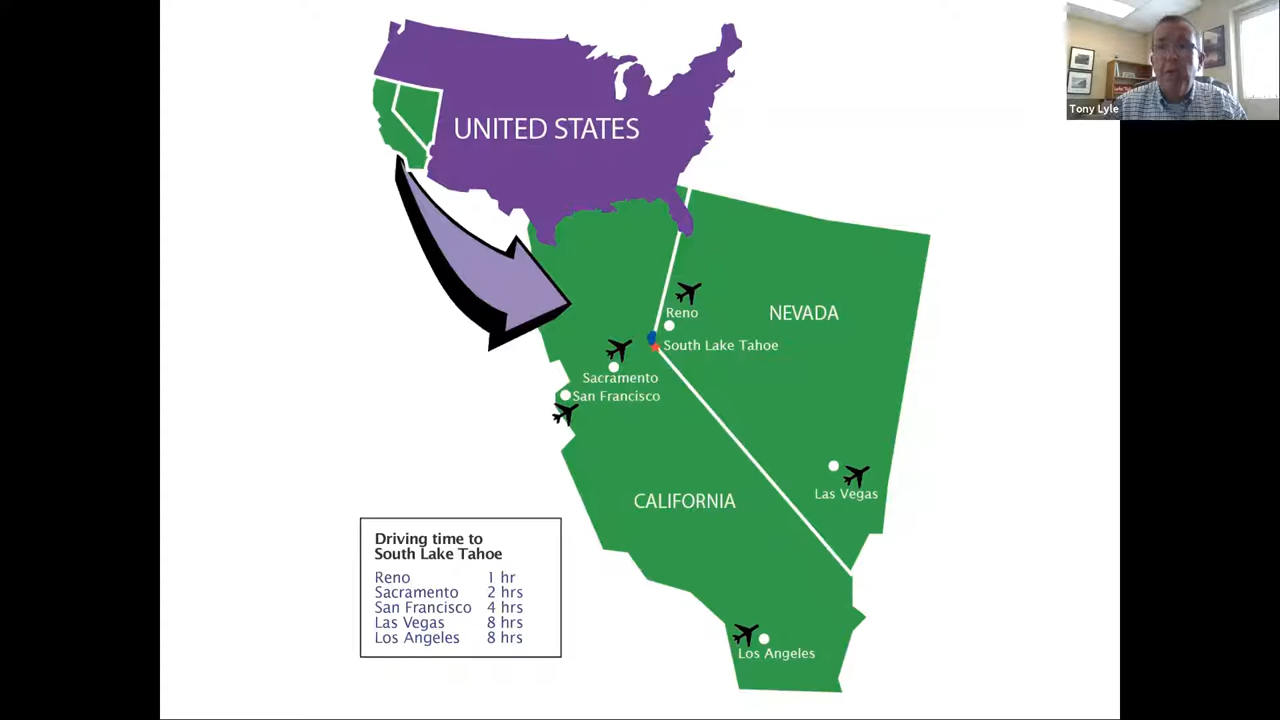 Tony Lyle
UNITED STATES
Reno
NEVADA
South Lake Tahoe
Sacramento
San Francisco
Las Vegas
CALIFORNIA
Los Angeles
Driving time to
South Lake Tahoe
Reno 1 hr
Sacramento 2 hrs
San Francisco 4 hrs
Las Vegas 8 hrs
Los Angeles 8 hrs